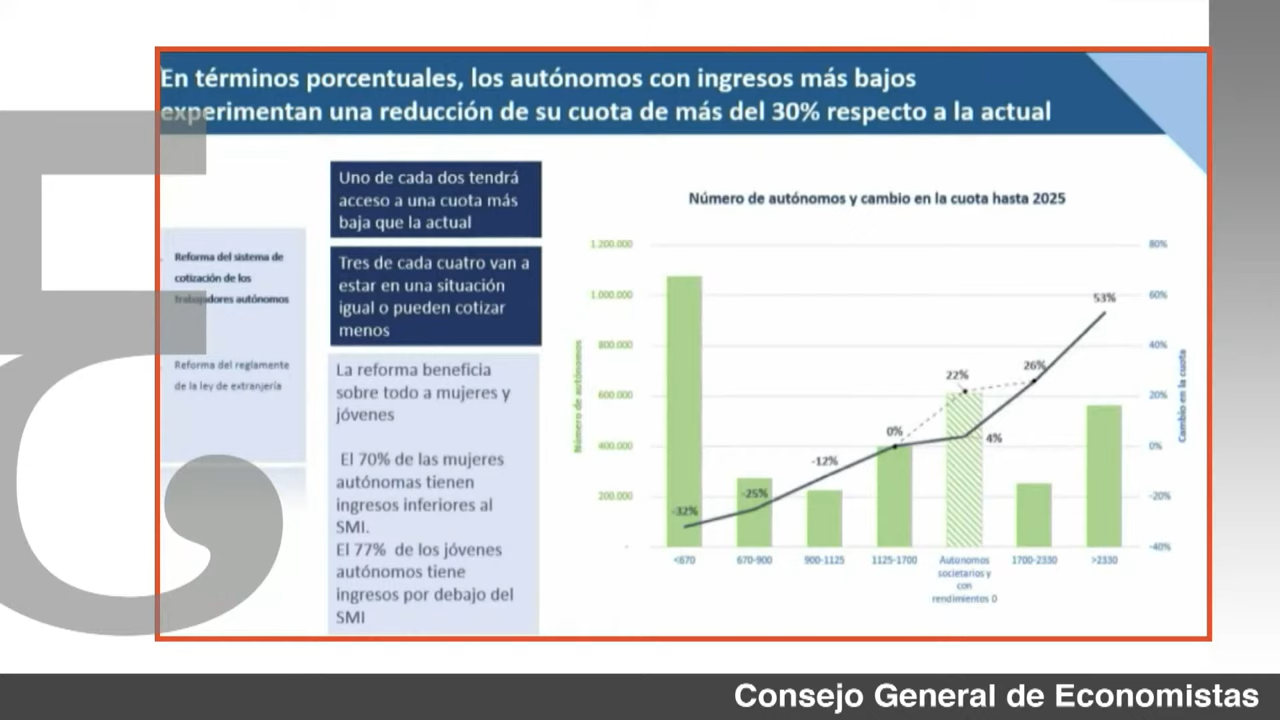 En términos porcentuales, los autónomos con ingresos más bajos
experimentan una reducción de su cuota de más del 30% respecto a la actual
Reforma del sistema de
cotización de los
trabajadores autónomos
Reforma del reglamente
de la ley de extranjería
Uno de cada dos tendrá
acceso a una cuota más
baja que la actual
Tres de cada cuatro van a
estar en una situación
igual o pueden cotizar
menos
La reforma beneficia
sobre todo a mujeres y
jóvenes
El 70% de las mujeres
autónomas tienen
ingresos inferiores al
SMI.
El 77% de los jóvenes
autónomos tiene
ingresos por debajo del
SMI
Número de autónomos y cambio en la cuota hasta 2025
Número de autónomos
1.200.000
1.000.000
800.000
600.000
400.000
200.000
-
80%
60%
40%
20%
0%
-20%
-40%
Cambio en la cuota
-32%
-25%
-12%
0%
22%
4%
26%
53%
<670
670-900
900-1125
1125-1700
Autonomos
societarios y
con
rendimientos 0
1700-2330
>2330
Consejo General de Economistas